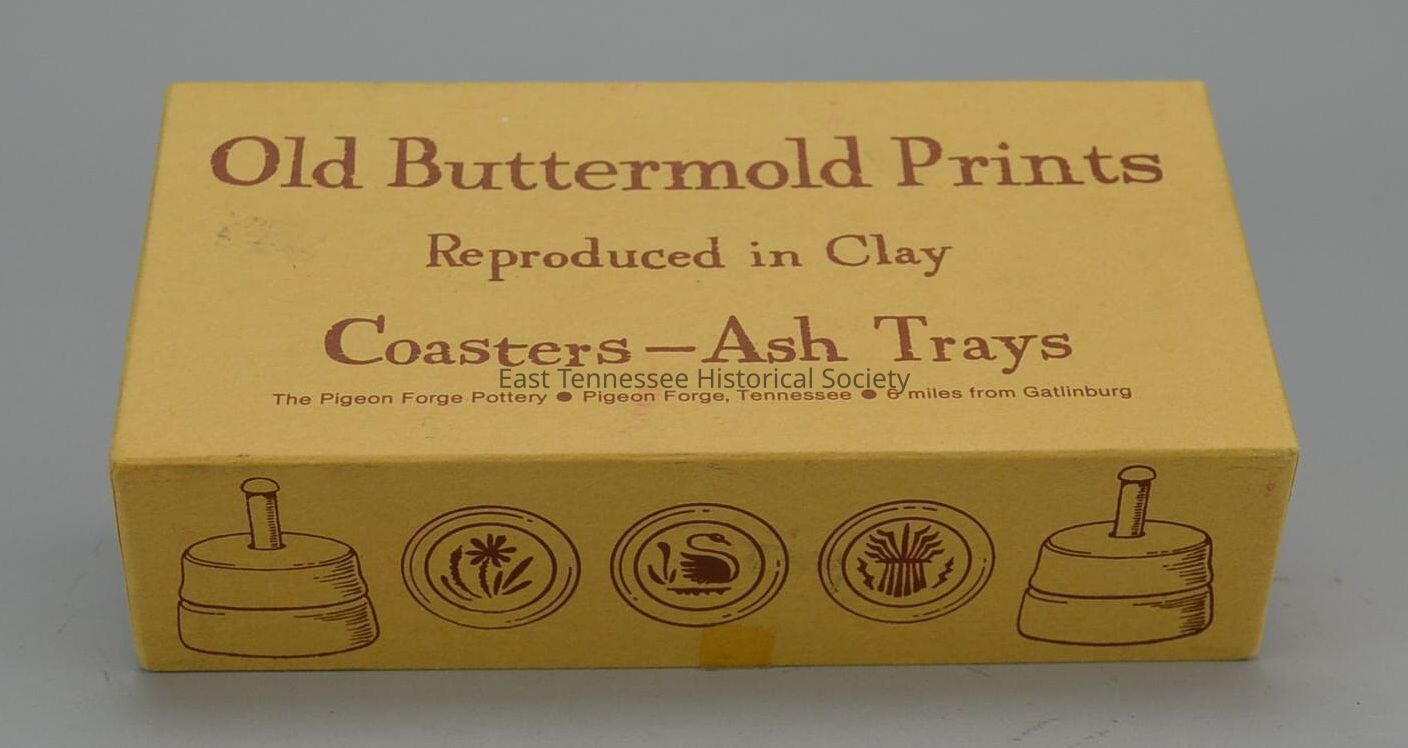 Old Buttermold Prints
Reproduced in Clay
Coasters – Ash Trays
East Tennessee Historical Society
The Pigeon Forge Pottery ● Pigeon Forge, Tennessee ● 6 miles from Gatlinburg